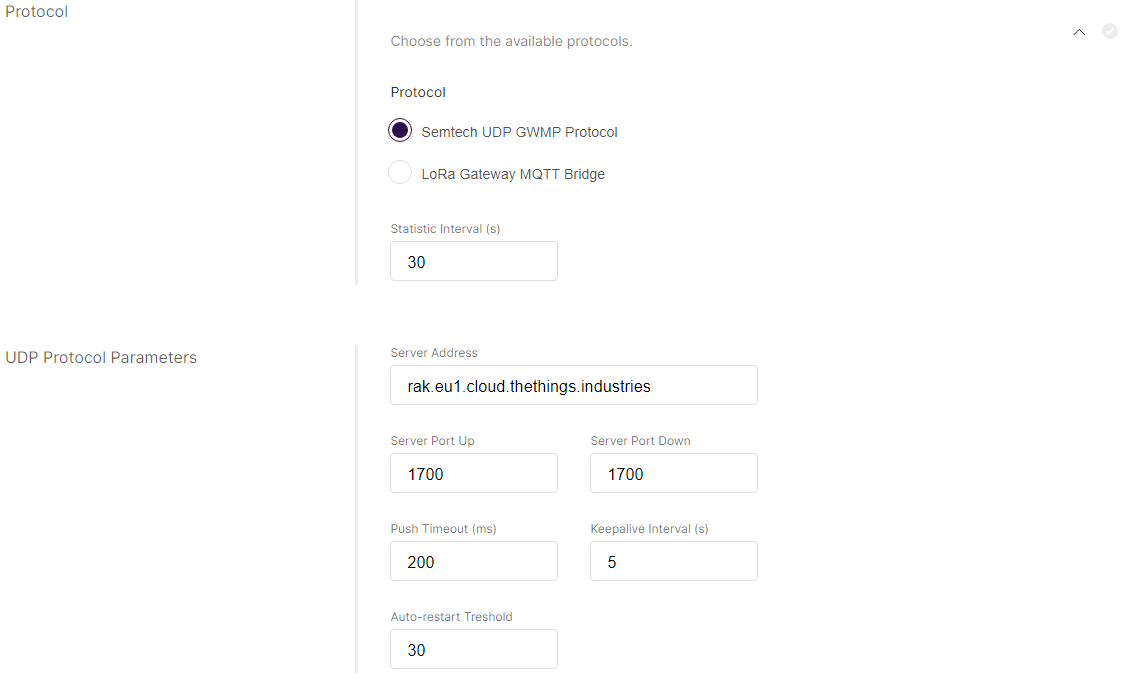 Protocol
Choose from the available protocols.
Protocol
Semtech UDP GWMP Protocol
LoRa Gateway MQTT Bridge
Statistic Interval (s)
30
UDP Protocol Parameters
Server Address
rak.eu1.cloud.thethings.industries
Server Port Up
Server Port Down
1700
1700
Push Timeout (ms)
Keepalive Interval (s)
200
5
Auto-restart Treshold
30